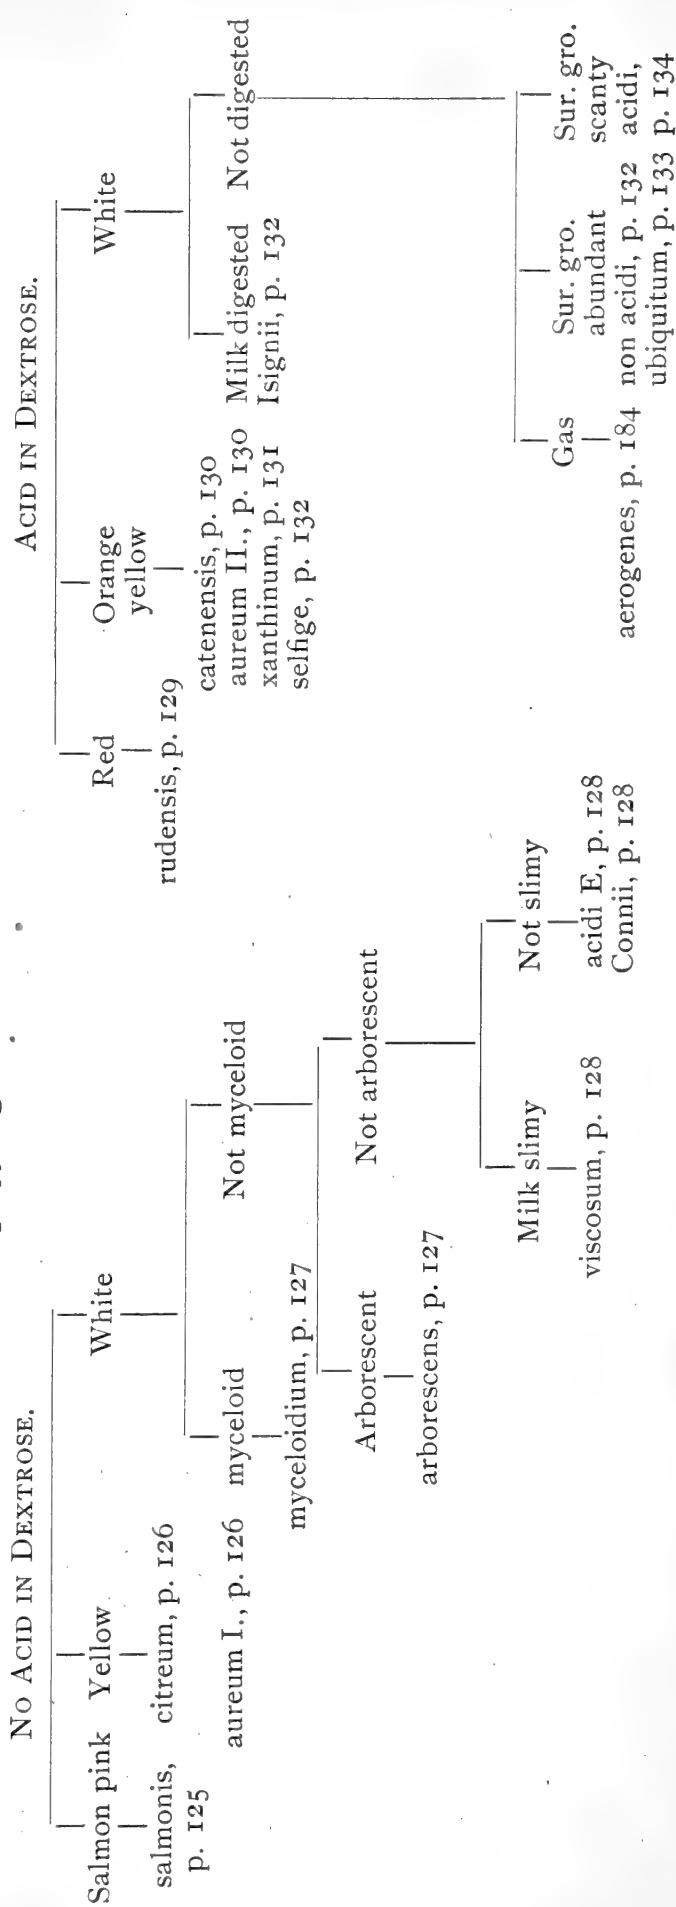 NO ACID IN DEXTROSE.
Salmon pink
salmonis,
p. 125
Yellow
citreum, p. 126
aureum I., p. 126
White
myceloid
myceloidium, p. 127
Not myceloid
Arborescent
arborescens, p. 127
Not arborescent
Milk slimy
viscosum, p. 128
Not slimy
acidi E, p. 128
Connii, p. 128
ACID IN DEXTROSE.
Red
rudensis, p. 129
Orange
yellow
catenensis, p. 130
aureum II., p. 130
xanthinum, p. 131
selfige, p. 132
White
Milk digested
Isignii, p. 132
Not digested
Gas
aerogenes, p. 184
Sur. gro.
abundant
non acidi, p. 132
ubiquitum, p. 133
Sur. gro.
scanty
acidi,
p. 134